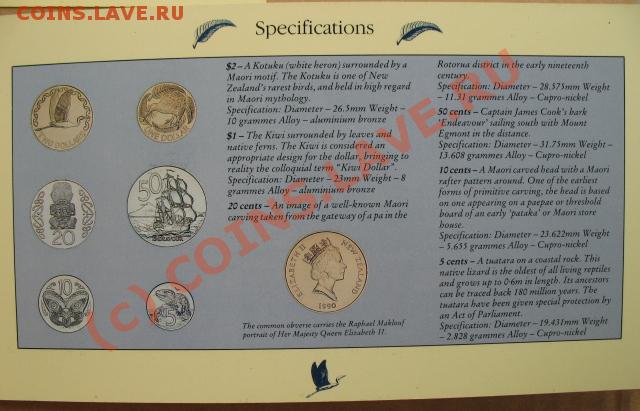 COINS.LAVE.RU
Specifications
$2 – A Kotuku (white heron) surrounded by a
Maori motif. The Kotuku is one of New
Zealand's rarest birds, and held in high regard
in Maori mythology.
Specification: Diameter – 26.5mm Weight –
10 grammes Alloy – aluminium bronze
$1 – The Kiwi surrounded by leaves and
native ferns. The Kiwi is considered an
appropriate design for the dollar, bringing to
reality the colloquial term "Kiwi Dollar".
Specification: Diameter – 23mm Weight – 8
grammes Alloy – aluminium bronze
20 cents – An image of a well-known Maori
carving taken from the gateway of a pa in the
Rotorua district in the early nineteenth
century.
Specification: Diameter – 28.575mm Weight
– 11.31 grammes Alloy – Cupro-nickel
50 cents – Captain James Cook's bark
'Endeavour' sailing south with Mount
Egmont in the distance.
Specification: Diameter – 31.75mm Weight –
13.608 grammes Alloy – Cupro-nickel
10 cents – A Maori carved head with a Maori
rafter pattern around. One of the earliest
forms of primitive carving, the head is based
on one appearing on a paepae or threshold
board of an early 'pataka' or Maori store
house.
Specification: Diameter – 23.622mm Weight
– 5.655 grammes Alloy – Cupro-nickel
5 cents – A tuatara on a coastal rock. This
native lizard is the oldest of all living reptiles
and grows up to 0·6m in length. Its ancestors
can be traced back 180 million years. The
tuatara have been given special protection by
an Act of Parliament.
Specification: Diameter – 19.431mm Weight
– 2.828 grammes Alloy – Cupro-nickel
TWO DOLLARS
ONE DOLLAR
20
50
10
5
ELIZABETH II NEW ZEALAND
1990
The common obverse carries the Raphael Maklouf
portrait of Her Majesty Queen Elizabeth II.
(c) COINS.LAVE.RU